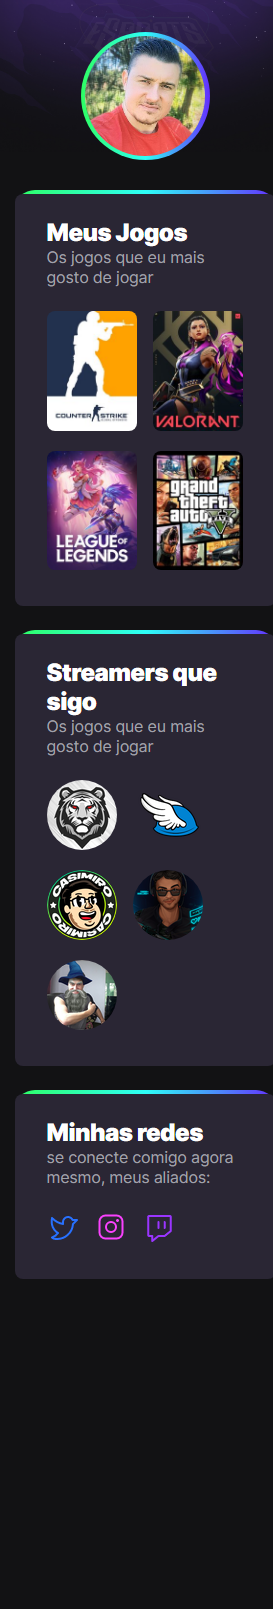 ESPORTS
Meus Jogos
Os jogos que eu mais
gosto de jogar
COUNTER STRIKE
VALORANT
LEAGUE OF
LEGENDS
grand
theft
auto V
Streamers que
sigo
Os jogos que eu mais
gosto de jogar
CASIMIRO
CASIMIRO
Minhas redes
se conecte comigo agora
mesmo, meus aliados: